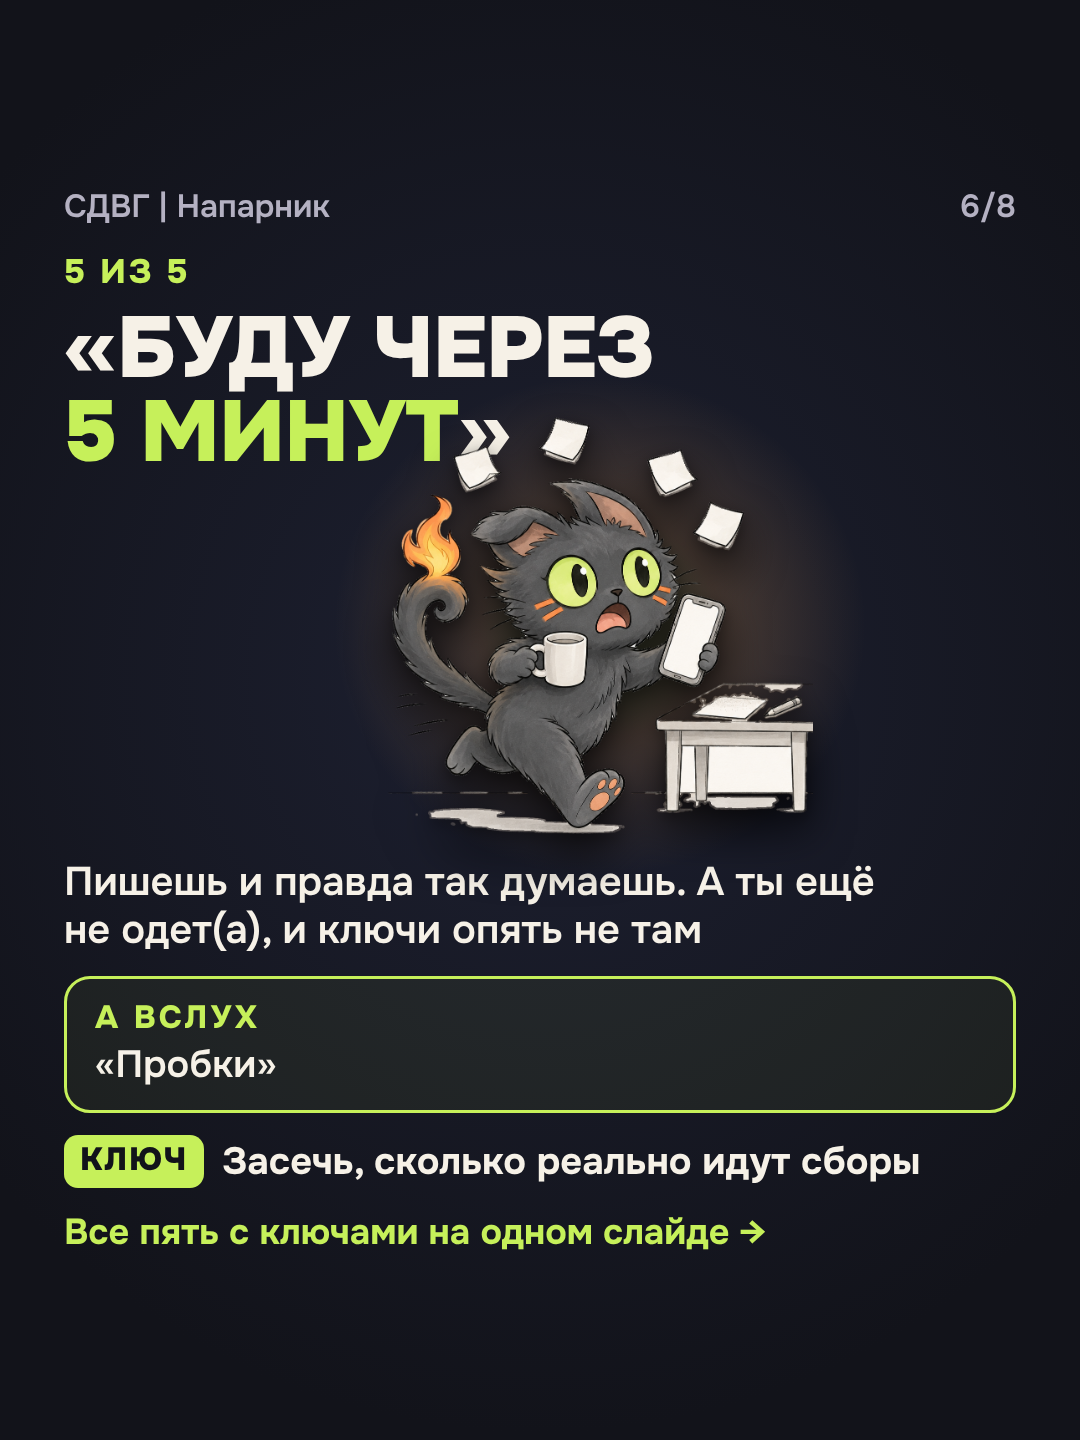 СДВГ | Напарник
6/8
5 ИЗ 5
«БУДУ ЧЕРЕЗ
5 МИНУТ»
Пишешь и правда так думаешь. А ты ещё
не одет(а), и ключи опять не там
А ВСЛУХ
«Пробки»
КЛЮЧ Засечь, сколько реально идут сборы
Все пять с ключами на одном слайде →